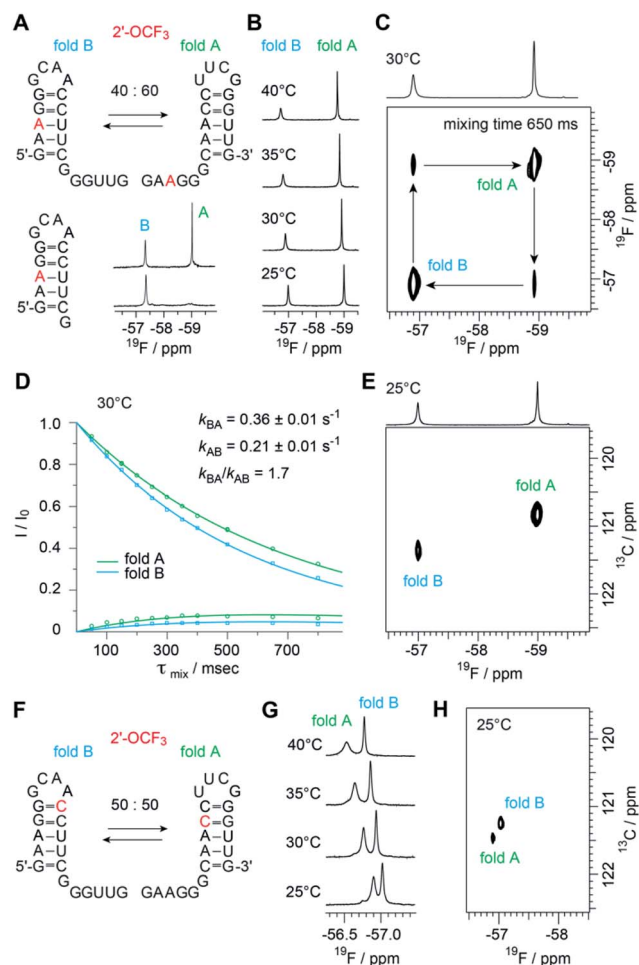 A
2'-OCF3
fold B
fold A
40 : 60
G C A A
G C
G=C
G=C
A–U
A–U
5'-G=C
G
GGUUG
U U C G
C G
C=G
A–U
A–U
C=G-3'
G
GAAGG
B
A
-57 -58 -59
19F / ppm
B
fold B
fold A
40°C
35°C
30°C
25°C
-57 -58 -59
19F / ppm
C
30°C
mixing time 650 ms
fold A
fold B
-59
-58
-57
19F / ppm
-57 -58 -59
19F / ppm
D
30°C
kBA = 0.36 ± 0.01 s-1
kAB = 0.21 ± 0.01 s-1
kBA/kAB = 1.7
1.0
0.8
0.6
0.4
0.2
0
I / I0
fold A
fold B
100 300 500 700
τ mix / msec
E
25°C
fold A
fold B
120
121
122
13C / ppm
-57 -58 -59
19F / ppm
F
2'-OCF3
fold B
fold A
50 : 50
5'-G
GGUUG
GAAGG
G-3'
G
fold A
fold B
40°C
35°C
30°C
25°C
-56.5 -57.0
19F / ppm
H
25°C
fold B
fold A
120
121
122
13C / ppm
-57 -58
19F / ppm